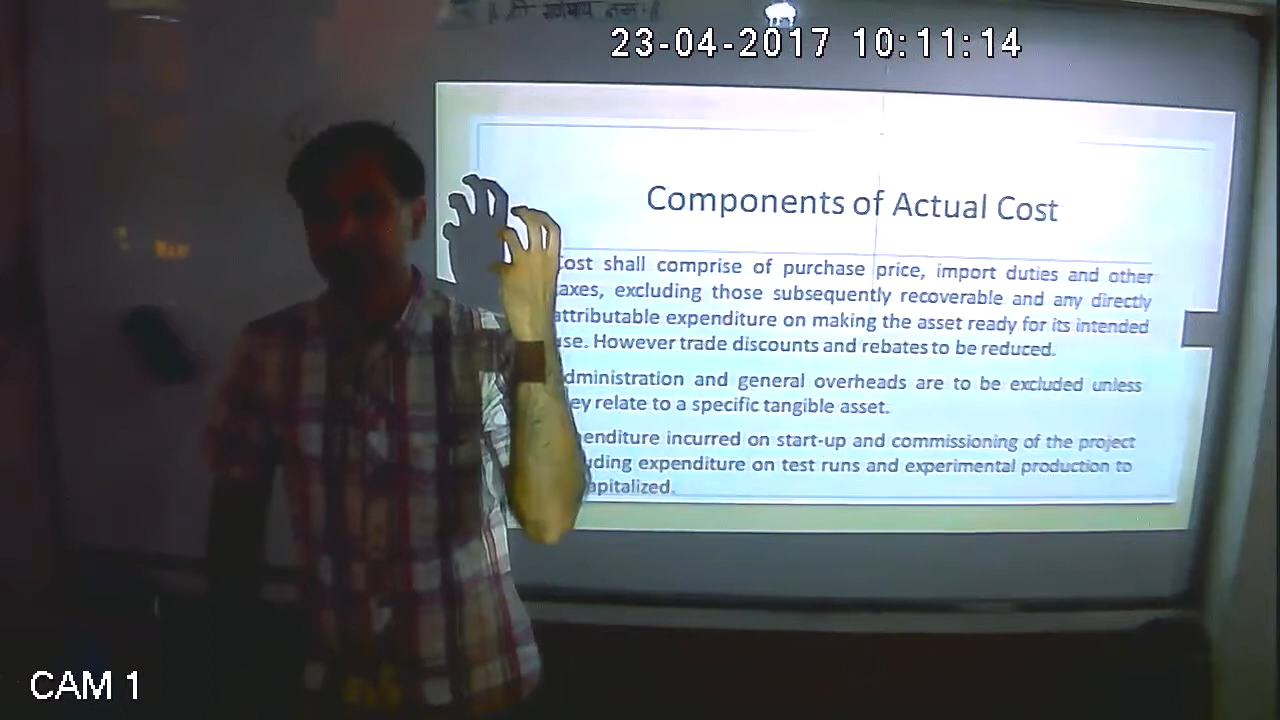 23-04-2017 10:11:14
Components of Actual Cost
Cost shall comprise of purchase price, import duties and other
axes, excluding those subsequently recoverable and any directly
attributable expenditure on making the asset ready for its intended
se. However trade discounts and rebates to be reduced.
dministration and general overheads are to be excluded unless
ey relate to a specific tangible asset.
enditure incurred on start-up and commissioning of the project
ding expenditure on test runs and experimental production to
apitalized.
CAM 1